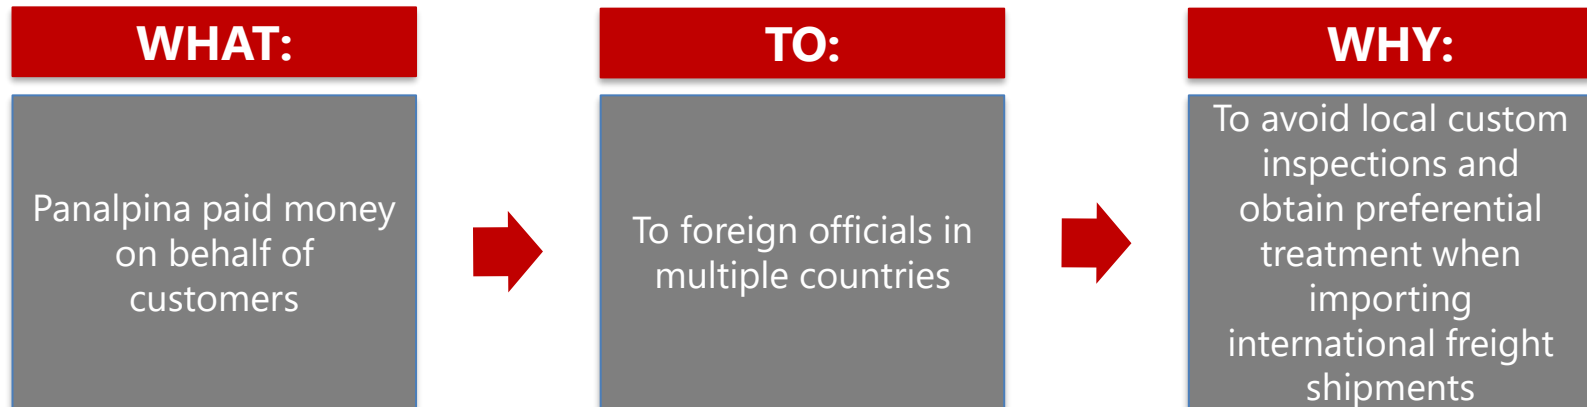 WHAT:
Panalpina paid money
on behalf of
customers
TO:
To foreign officials in
multiple countries
WHY:
To avoid local custom
inspections and
obtain preferential
treatment when
importing
international freight
shipments